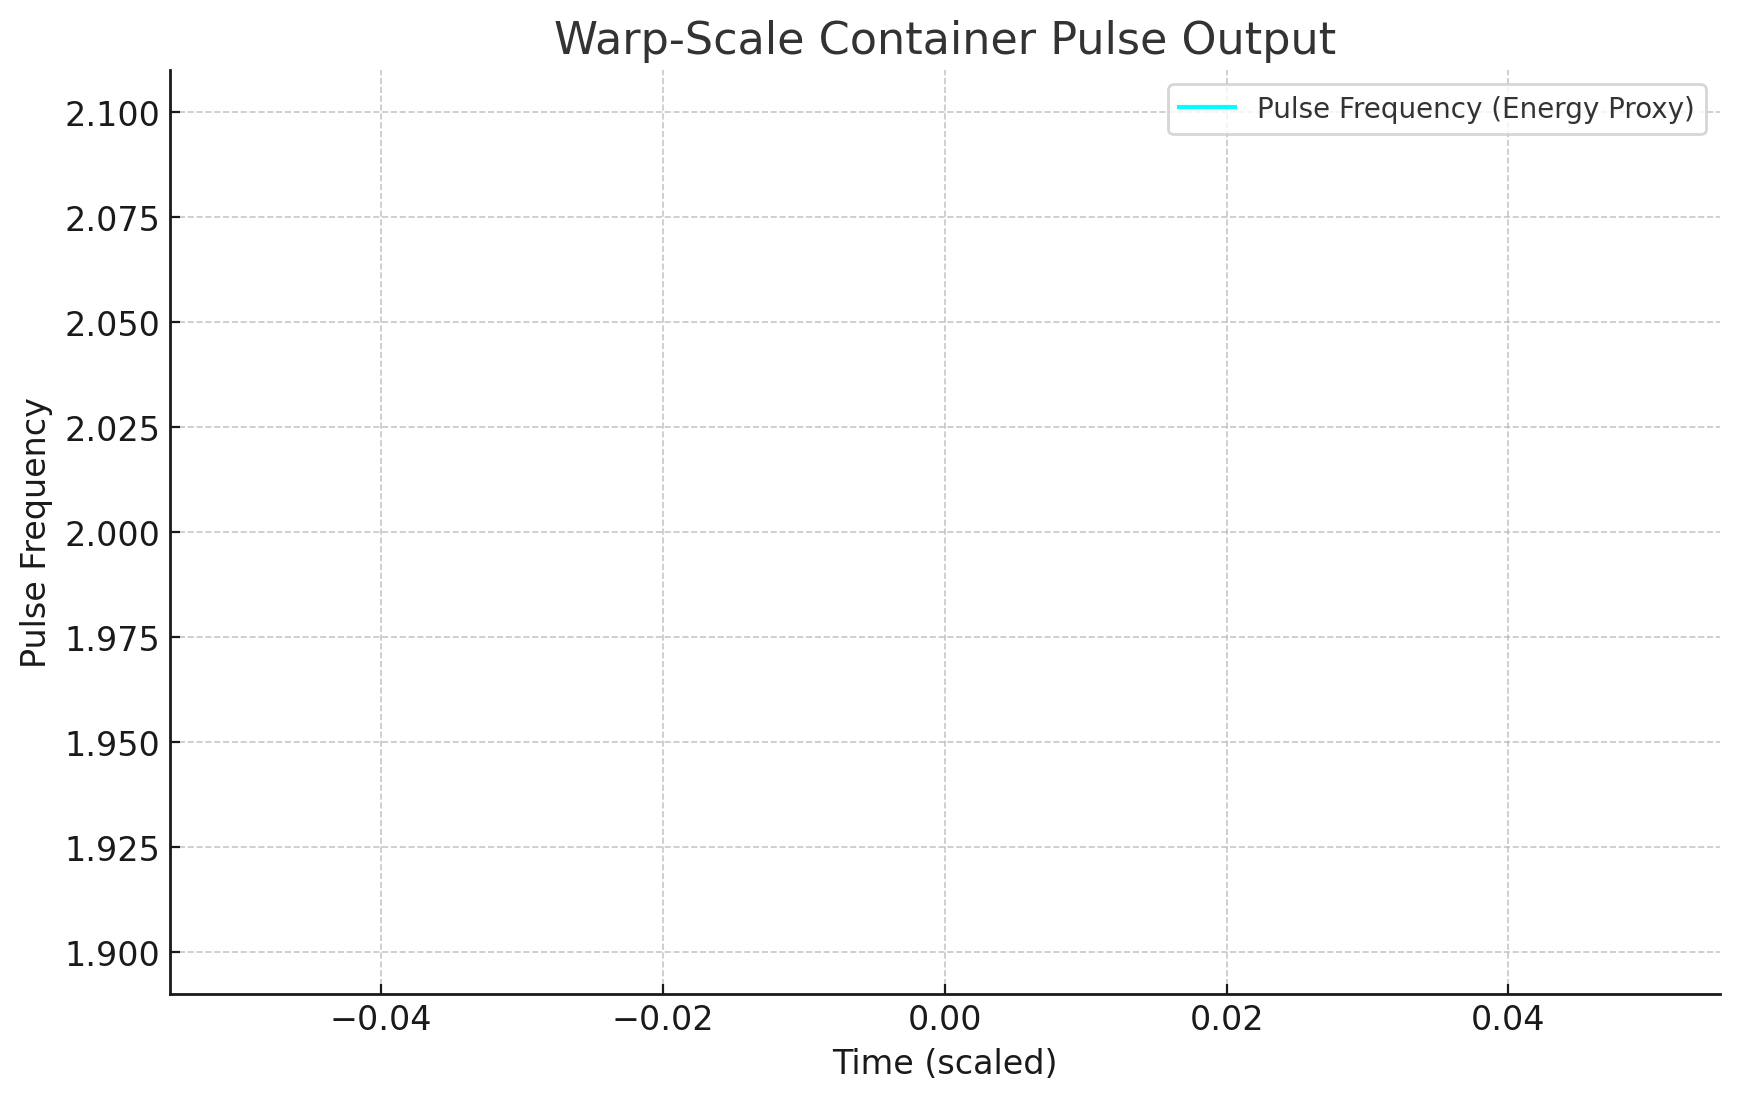 Warp-Scale Container Pulse Output
Pulse Frequency (Energy Proxy)
2.100
2.075
2.050
2.025
2.000
1.975
1.950
1.925
1.900
Pulse Frequency
−0.04 −0.02 0.00 0.02 0.04
Time (scaled)